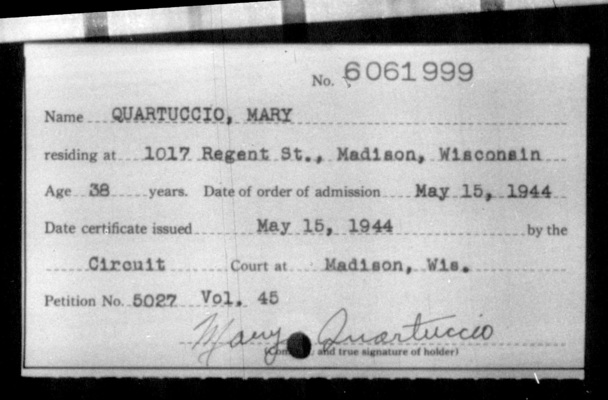 No. 6061999
Name QUARTUCCIO, MARY
residing at 1017 Regent St., Madison, Wisconsin
Age 38 years. Date of order of admission May 15, 1944
Date certificate issued May 15, 1944 by the
Circuit Court at Madison, Wis.
Petition No. 5027 Vol. 45
Mary Quartuccio
and true signature of holder)